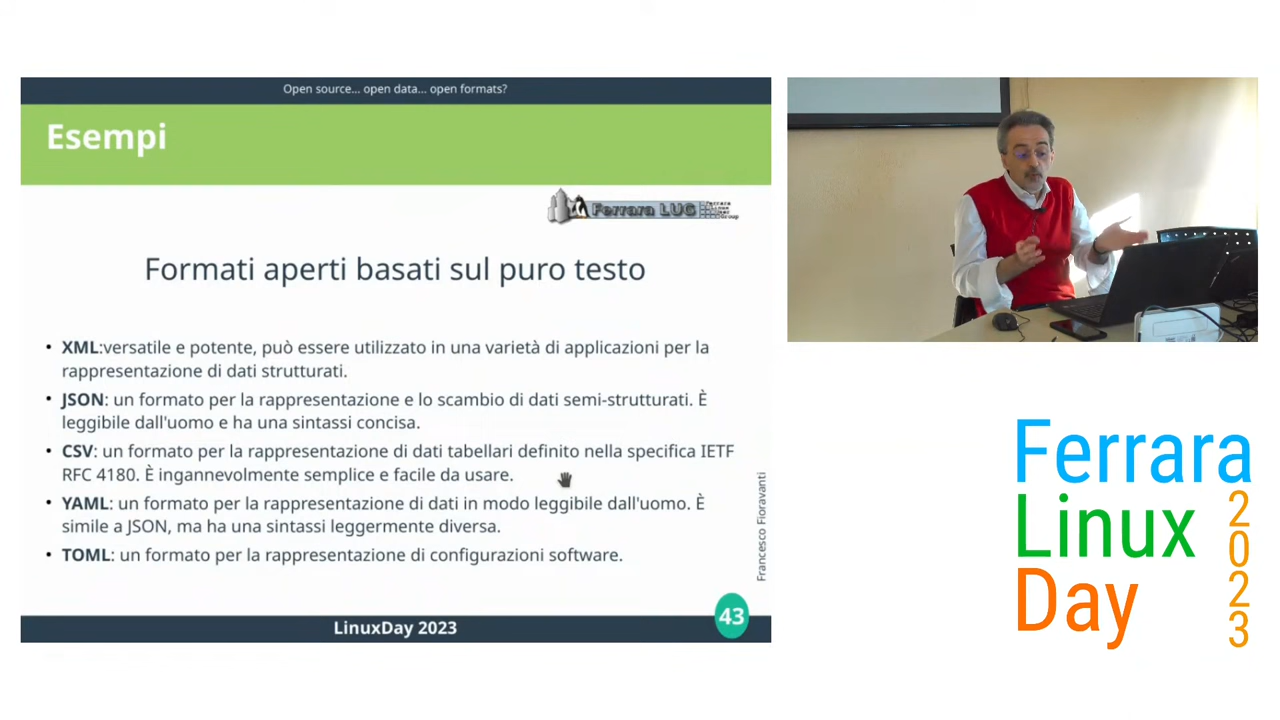 Open source... open data... open formats?
Esempi
Ferrara LUG
Ferrara
Linux
User
Group
Formati aperti basati sul puro testo
• XML:versatile e potente, può essere utilizzato in una varietà di applicazioni per la
rappresentazione di dati strutturati.
• JSON: un formato per la rappresentazione e lo scambio di dati semi-strutturati. È
leggibile dall'uomo e ha una sintassi concisa.
• CSV: un formato per la rappresentazione di dati tabellari definito nella specifica IETF
RFC 4180. È ingannevolmente semplice e facile da usare.
• YAML: un formato per la rappresentazione di dati in modo leggibile dall'uomo. È
simile a JSON, ma ha una sintassi leggermente diversa.
• TOML: un formato per la rappresentazione di configurazioni software.
Francesco Fioravanti
43
LinuxDay 2023
Ferrara
Linux
Day
2023